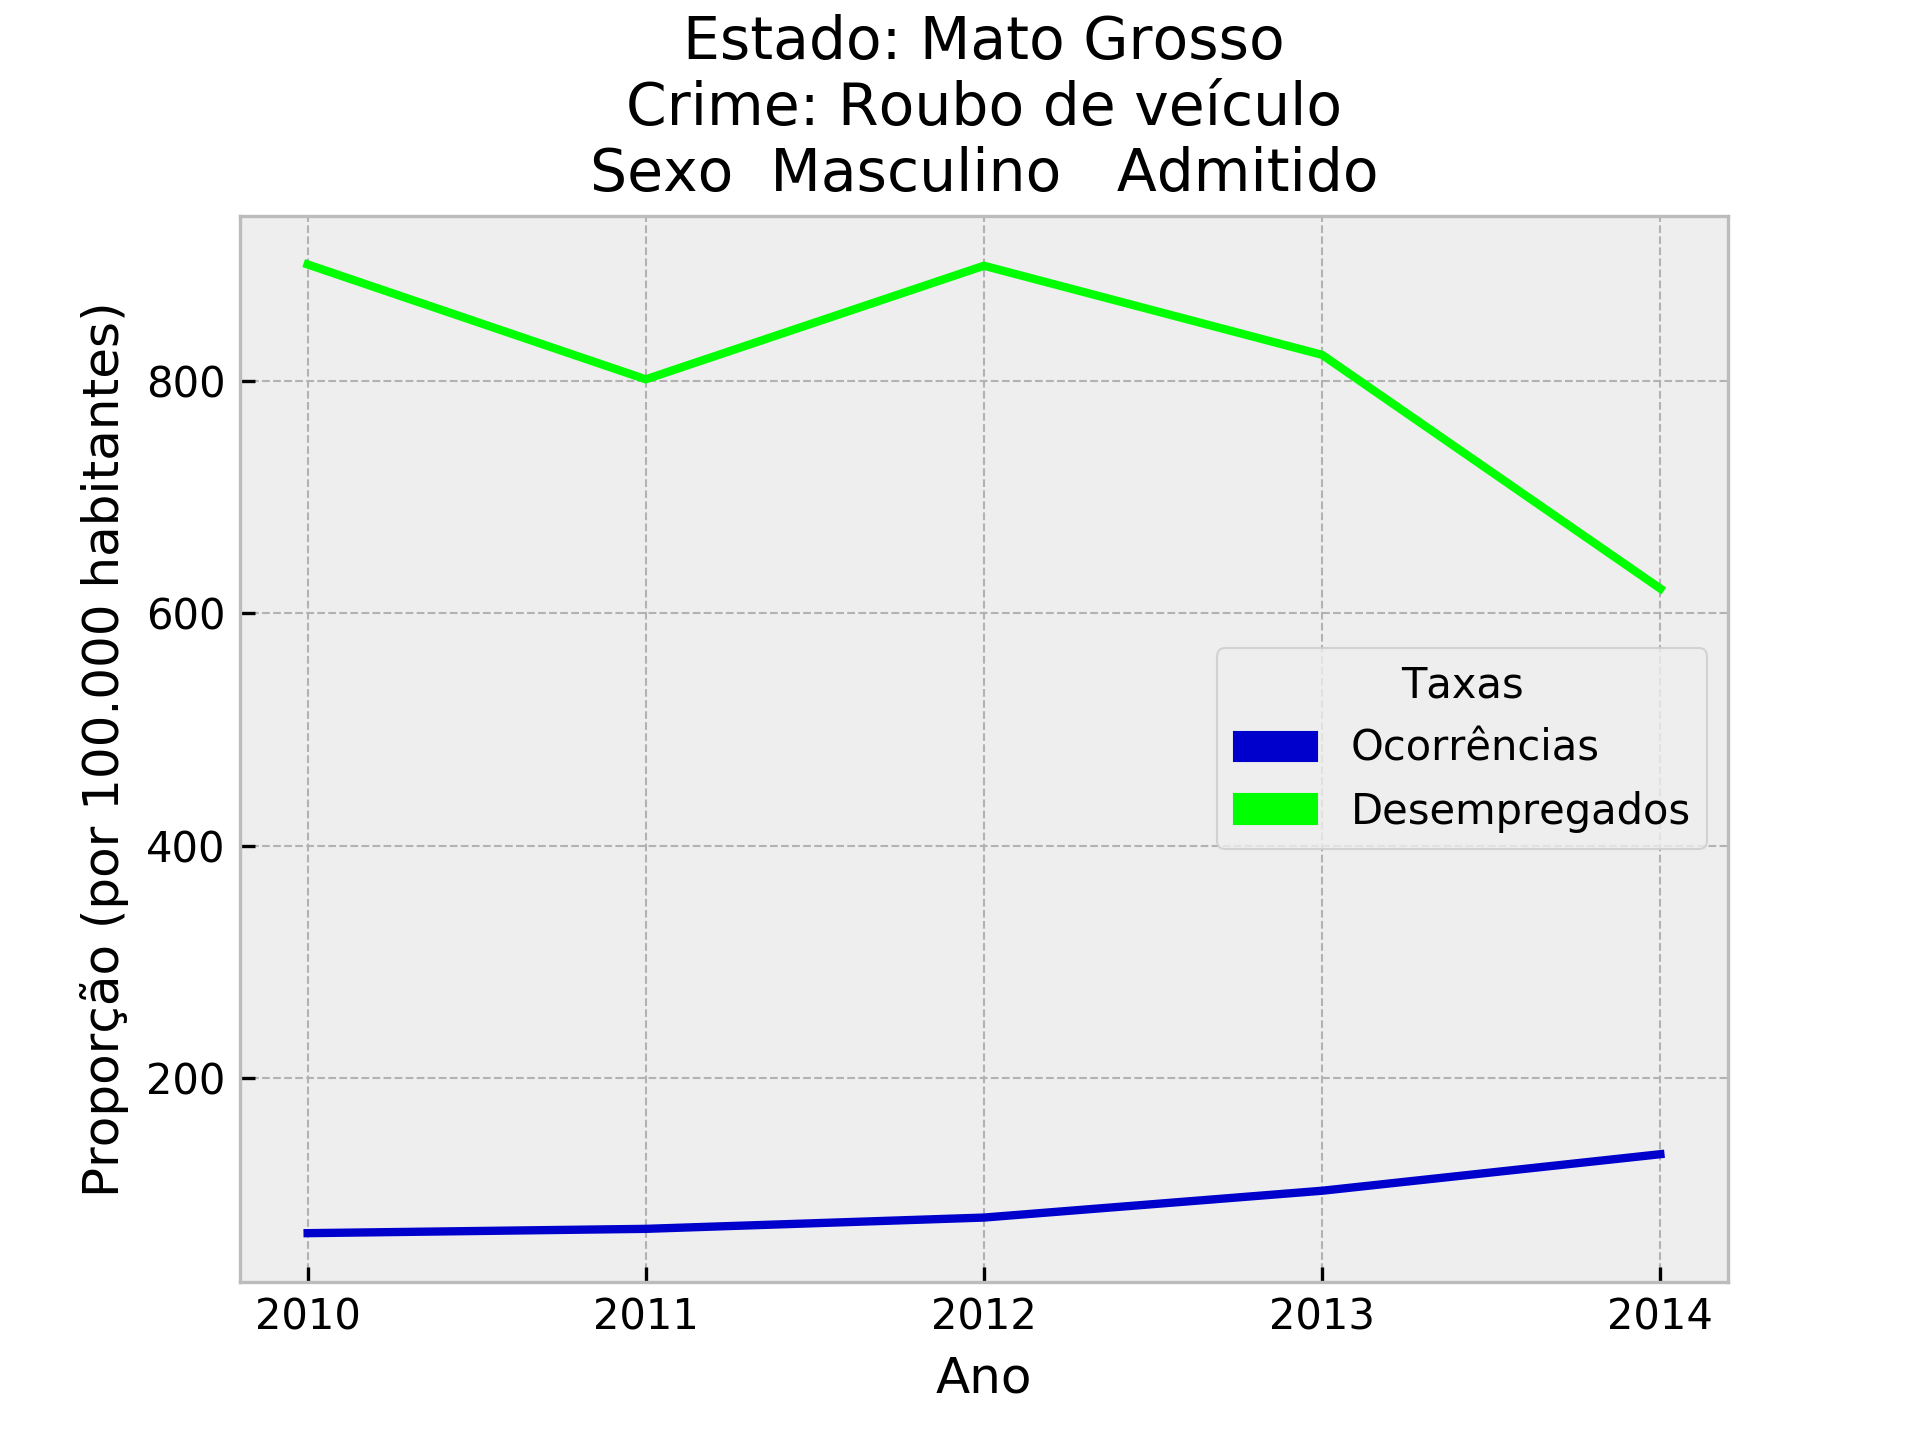 Estado: Mato Grosso
Crime: Roubo de veículo
Sexo  Masculino   Admitido
Proporção (por 100.000 habitantes)
800
600
400
200
Taxas
Ocorrências
Desempregados
2010 2011 2012 2013 2014
Ano